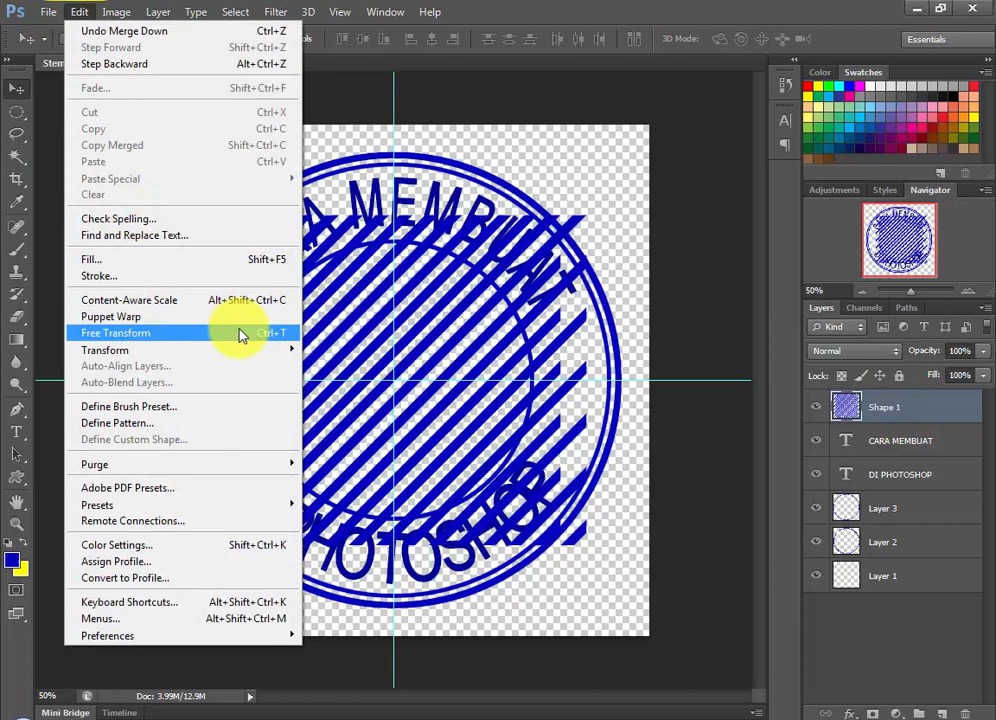 Ps File Edit Image Layer Type Select Filter 3D View Window Help
3D Mode:
Essentials
Undo Merge Down Ctrl+Z
Step Forward Shift+Ctrl+Z
Step Backward Alt+Ctrl+Z
Fade... Shift+Ctrl+F
Cut Ctrl+X
Copy Ctrl+C
Copy Merged Shift+Ctrl+C
Paste Ctrl+V
Paste Special
Clear
Check Spelling...
Find and Replace Text...
Fill... Shift+F5
Stroke...
Content-Aware Scale Alt+Shift+Ctrl+C
Puppet Warp
Free Transform Ctrl+T
Transform
Auto-Align Layers...
Auto-Blend Layers...
Define Brush Preset...
Define Pattern...
Define Custom Shape...
Purge
Adobe PDF Presets...
Presets
Remote Connections...
Color Settings... Shift+Ctrl+K
Assign Profile...
Convert to Profile...
Keyboard Shortcuts... Alt+Shift+Ctrl+K
Menus... Alt+Shift+Ctrl+M
Preferences
A MEMBUAT
PHOTOSHOP
Color Swatches
Adjustments Styles Navigator
50%
Layers Channels Paths
Kind
Normal Opacity: 100%
Lock: Fill: 100%
Shape 1
T CARA MEMBUAT
T DI PHOTOSHOP
Layer 3
Layer 2
Layer 1
50% Doc: 3.99M/12.9M
Mini Bridge Timeline